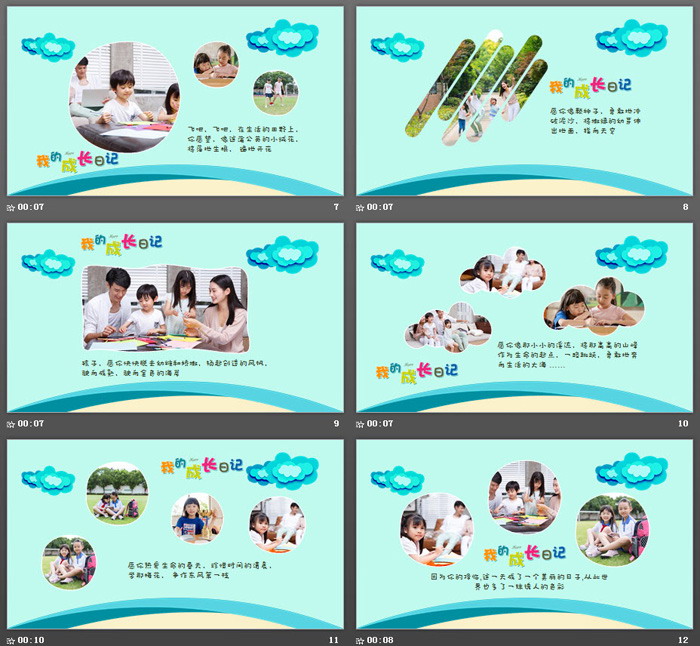 飞吧，飞吧，在生活的田野上，
你愿望，像蓬蒲公英的小绒花，
将落地生根，遍地开花
我的成长日记
00:07
7
我的成长日记
愿你像颗种子，勇敢地冲
破泥沙，将嫩绿的幼芽伸
出地面，指向天空
00:07
8
我的成长日记
孩子，愿你快快脱去幼稚和娇嫩，扬起创造的风帆，
驶向成熟，驶向金色的海岸
00:07
9
愿你像那小小的溪流，将那高高的山峰
作为生命的起点，一路跳跃，勇敢地奔
向生活的大海 ……
我的成长日记
00:07
10
我的成长日记
愿你热爱生命的春天，珍惜时间的清晨，
学那梅花， 争作东风第一枝
00:10
11
我的成长日记
因为你的降临,这一天成了一个美丽的日子,从此世
界也多了一抹诱人的色彩
00:08
12